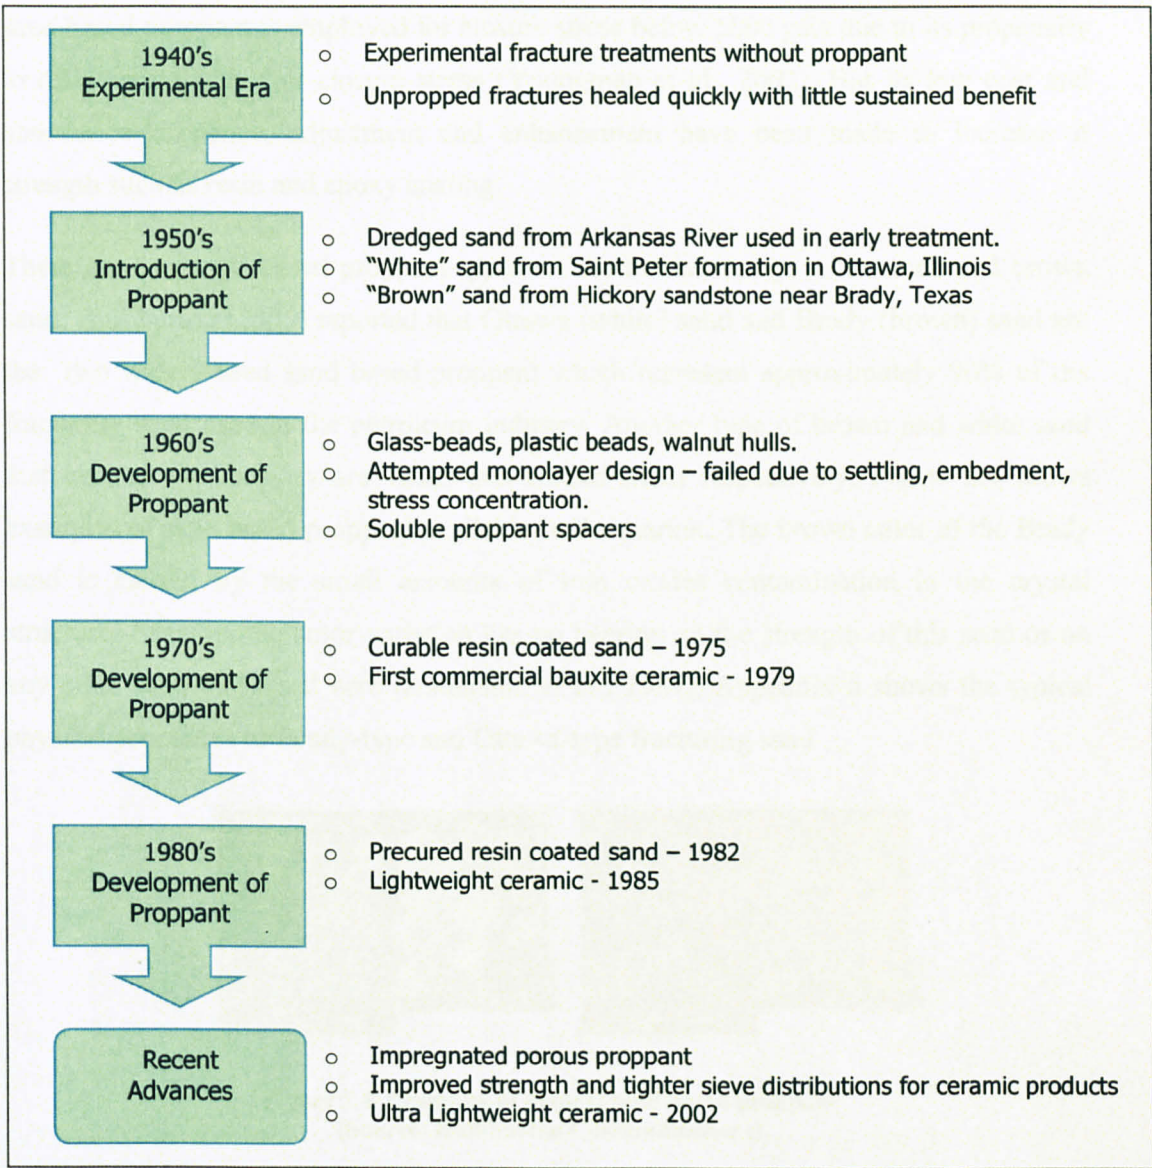 1940's
Experimental Era
o Experimental fracture treatments without proppant
o Unpropped fractures healed quickly with little sustained benefit
1950's
Introduction of
Proppant
o Dredged sand from Arkansas River used in early treatment.
o “White” sand from Saint Peter formation in Ottawa, Illinois
o “Brown” sand from Hickory sandstone near Brady, Texas
1960's
Development of
Proppant
o Glass-beads, plastic beads, walnut hulls.
o Attempted monolayer design – failed due to settling, embedment,
stress concentration.
o Soluble proppant spacers
1970's
Development of
Proppant
o Curable resin coated sand – 1975
o First commercial bauxite ceramic - 1979
1980's
Development of
Proppant
o Precured resin coated sand – 1982
o Lightweight ceramic - 1985
Recent
Advances
o Impregnated porous proppant
o Improved strength and tighter sieve distributions for ceramic products
o Ultra Lightweight ceramic - 2002